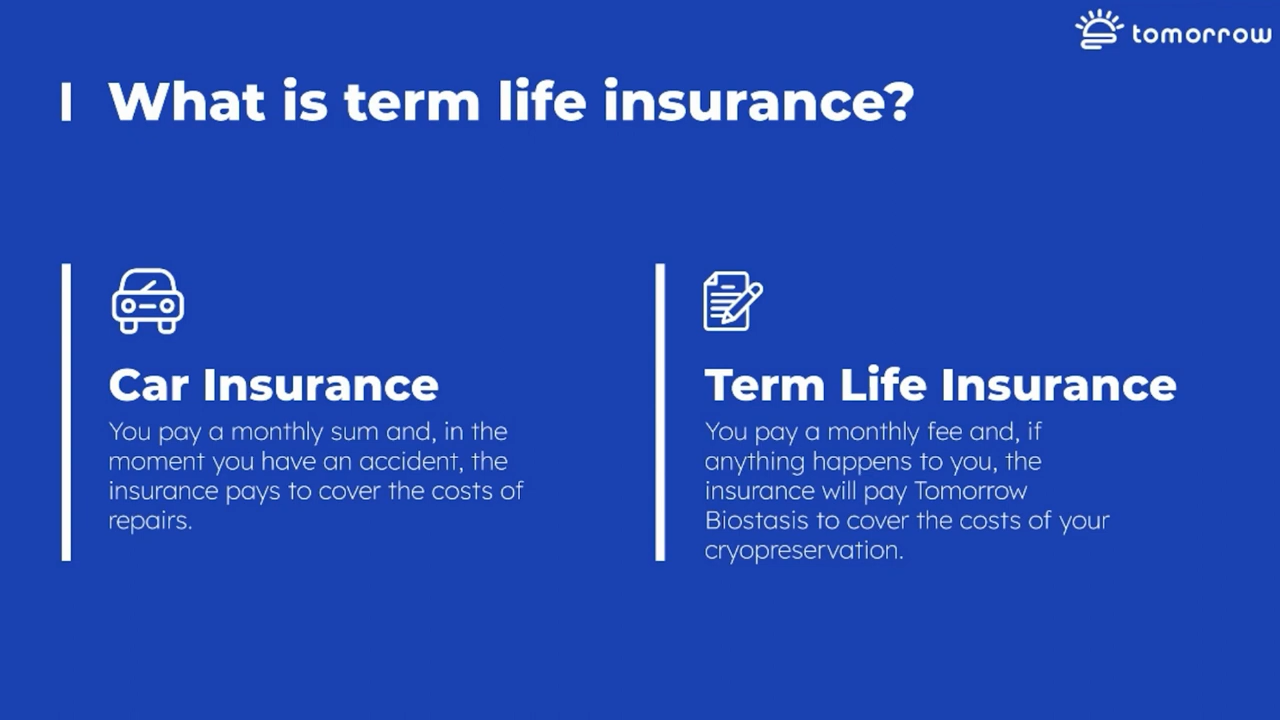 tomorrow
What is term life insurance?
Car Insurance
You pay a monthly sum and, in the
moment you have an accident, the
insurance pays to cover the costs of
repairs.
Term Life Insurance
You pay a monthly fee and, if
anything happens to you, the
insurance will pay Tomorrow
Biostasis to cover the costs of your
cryopreservation.